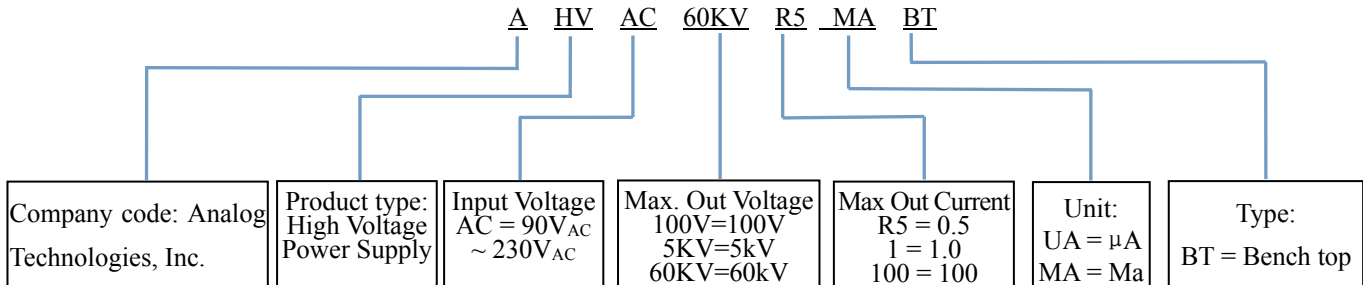 A HV AC 60KV R5 MA BT
Company code: Analog
Technologies, Inc.
Product type:
High Voltage
Power Supply
Input Voltage
AC = 90VAC
~ 230VAC
Max. Out Voltage
100V=100V
5KV=5kV
60KV=60kV
Max Out Current
R5 = 0.5
1 = 1.0
100 = 100
Unit:
UA = µA
MA = Ma
Type:
BT = Bench top